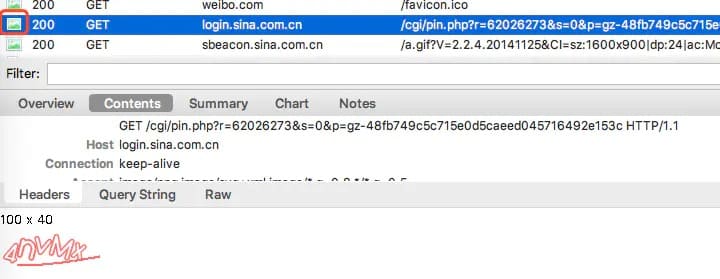 200 GET weibo.com /favicon.ico
200 GET login.sina.com.cn /cgi/pin.php?r=62026273&s=0&p=gz-48fb749c5c715e
200 GET sbeacon.sina.com.cn /a.gif?V=2.2.4.20141125&CI=sz:1600x900|dp:24|ac:Mo
Filter:
Overview Contents Summary Chart Notes
GET /cgi/pin.php?r=62026273&s=0&p=gz-48fb749c5c715e0d5caeed045716492e153c HTTP/1.1
Host login.sina.com.cn
Connection keep-alive
Headers Query String Raw
100 x 40